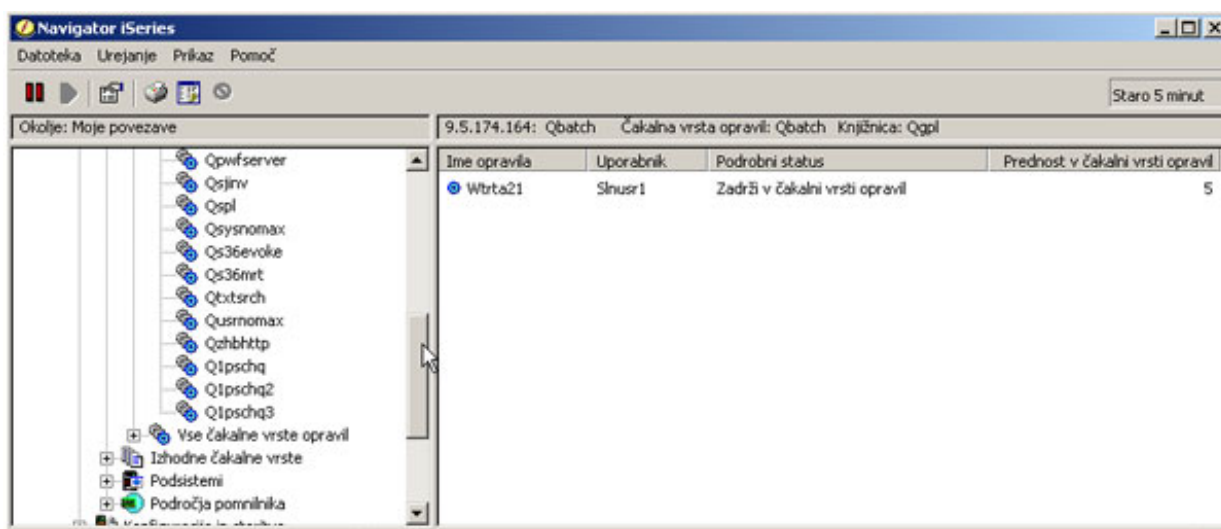 Navigator iSeries
Datoteka Urejanje Prikaz Pomoč
Staro 5 minut
Okolje: Moje povezave
9.5.174.164: Qbatch Čakalna vrsta opravil: Qbatch Knjižnica: Qgpl
Qpwfserver
Qsjinv
Qspl
Qsysnomax
Qs36evoke
Qs36mrt
Qtxtsrch
Qusrnomax
Qzhbhttp
Q1pschq
Q1pschq2
Q1pschq3
Vse čakalne vrste opravil
Izhodne čakalne vrste
Podsistemi
Področja pomnilnika
Ime opravila Uporabnik Podrobni status Prednost v čakalni vrsti opravil
Wtrta21 Slnusr1 Zadrži v čakalni vrsti opravil 5